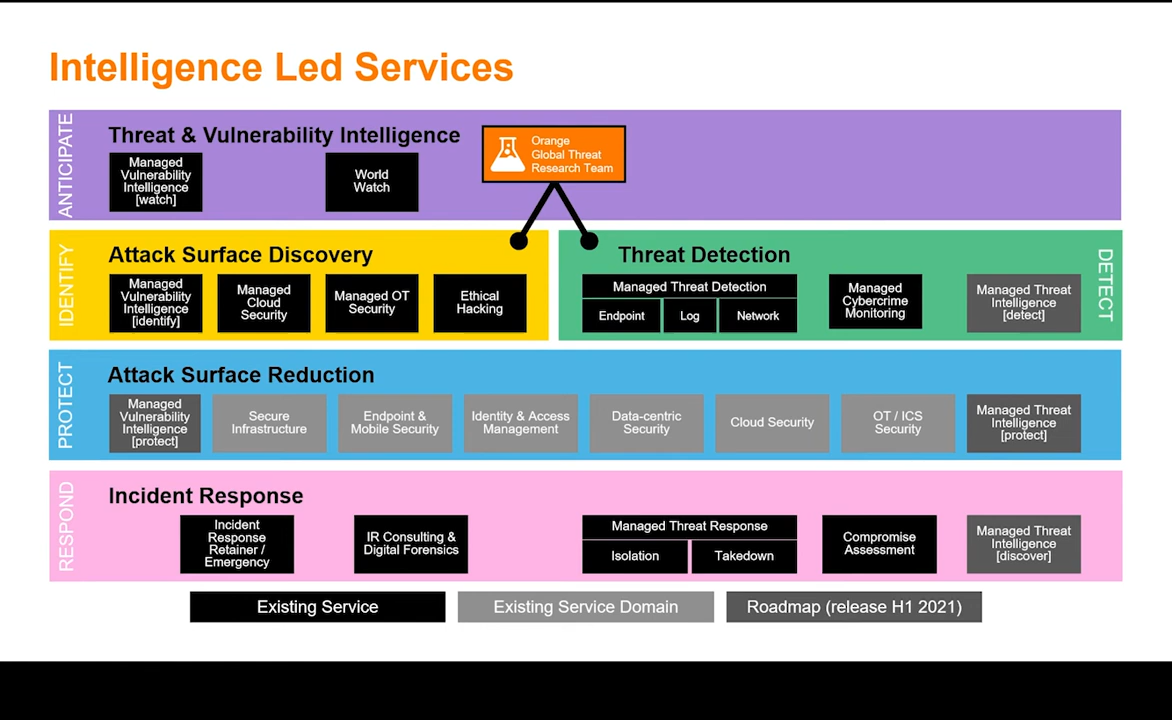 Intelligence Led Services
ANTICIPATE
Threat & Vulnerability Intelligence
Managed
Vulnerability
Intelligence
[watch]
World
Watch
Orange
Global Threat
Research Team
IDENTIFY
Attack Surface Discovery
Managed
Vulnerability
Intelligence
[identify]
Managed
Cloud
Security
Managed OT
Security
Ethical
Hacking
Threat Detection
Managed Threat Detection
Endpoint
Log
Network
Managed
Cybercrime
Monitoring
Managed Threat
Intelligence
[detect]
DETECT
PROTECT
Attack Surface Reduction
Managed
Vulnerability
Intelligence
[protect]
Secure
Infrastructure
Endpoint &
Mobile Security
Identity & Access
Management
Data-centric
Security
Cloud Security
OT / ICS
Security
Managed Threat
Intelligence
[protect]
RESPOND
Incident Response
Incident
Response
Retainer /
Emergency
IR Consulting &
Digital Forensics
Managed Threat Response
Isolation
Takedown
Compromise
Assessment
Managed Threat
Intelligence
[discover]
Existing Service
Existing Service Domain
Roadmap (release H1 2021)